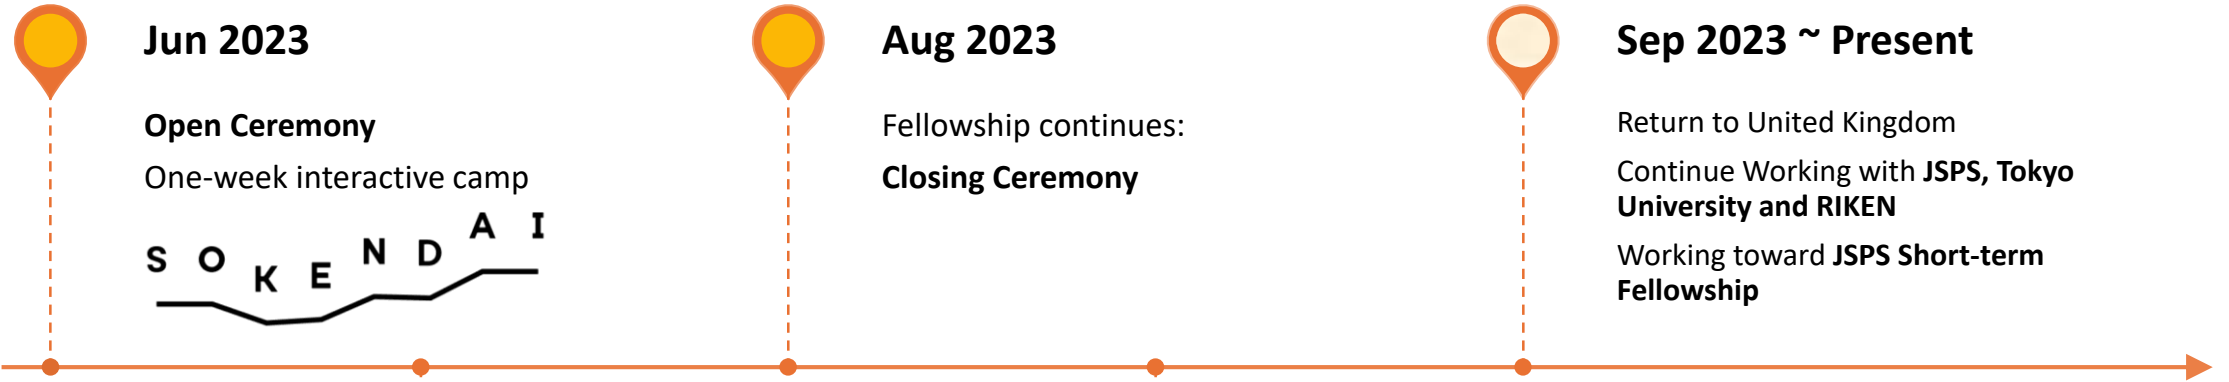 Jun 2023
Open Ceremony
One-week interactive camp
SOKENDAI
Aug 2023
Fellowship continues:
Closing Ceremony
Sep 2023 ~ Present
Return to United Kingdom
Continue Working with JSPS, Tokyo
University and RIKEN
Working toward JSPS Short-term
Fellowship